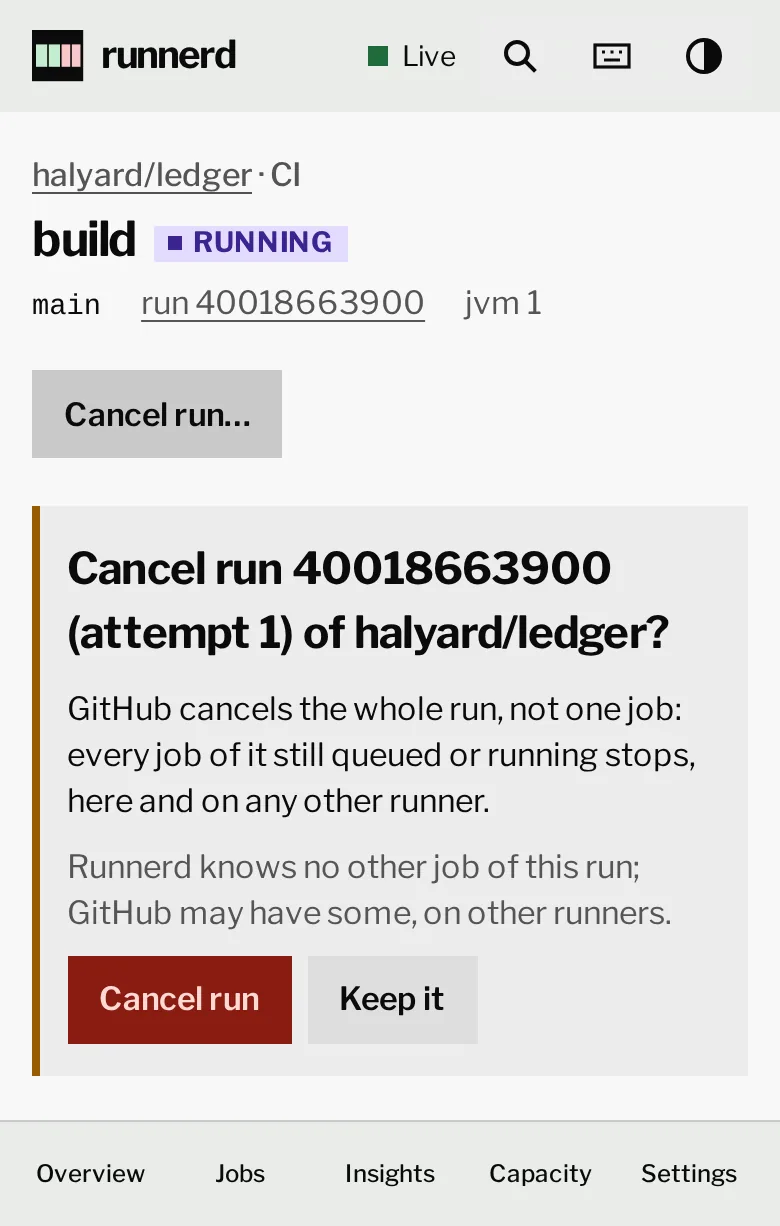 runnerd
Live
halyard/ledger · CI
build
RUNNING
main run 40018663900 jvm 1
Cancel run…
Cancel run 40018663900
(attempt 1) of halyard/ledger?
GitHub cancels the whole run, not one job:
every job of it still queued or running stops,
here and on any other runner.
Runnerd knows no other job of this run;
GitHub may have some, on other runners.
Cancel run
Keep it
Overview Jobs Insights Capacity Settings